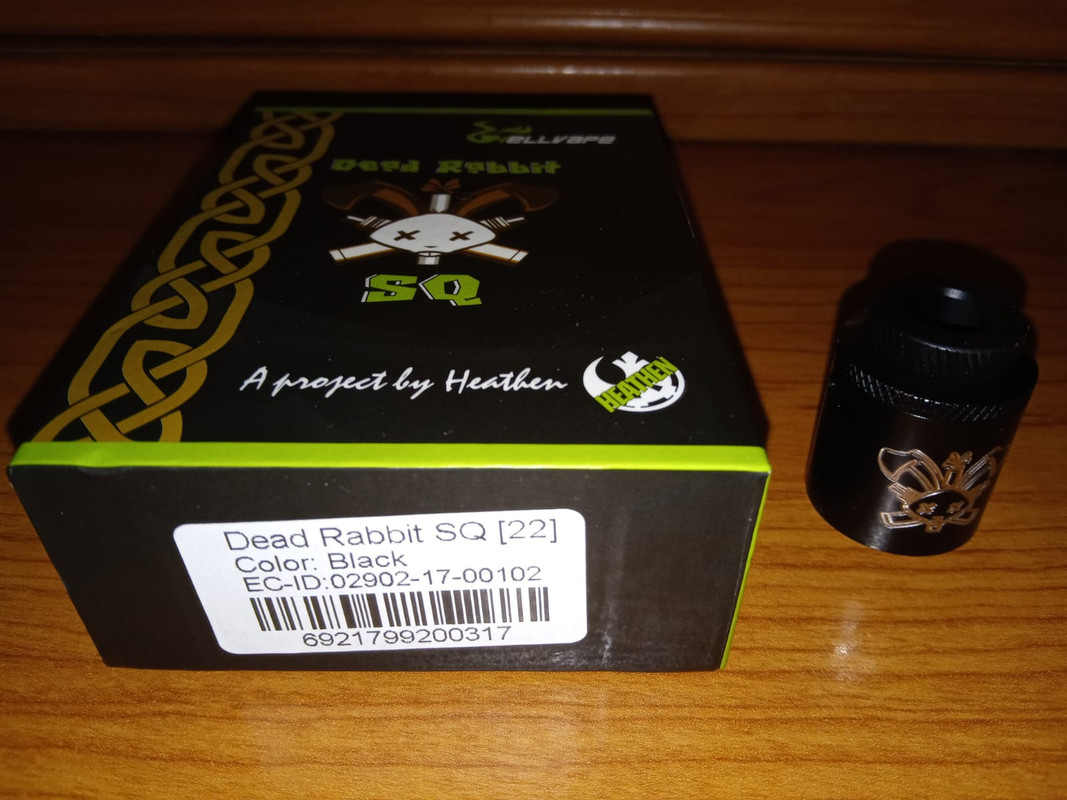 GeekVape
Dead Rabbit
SQ
A project by Heathen
HEATHEN
Dead Rabbit SQ [22]
Color: Black
EC-ID:02902-17-00102
6921799200317